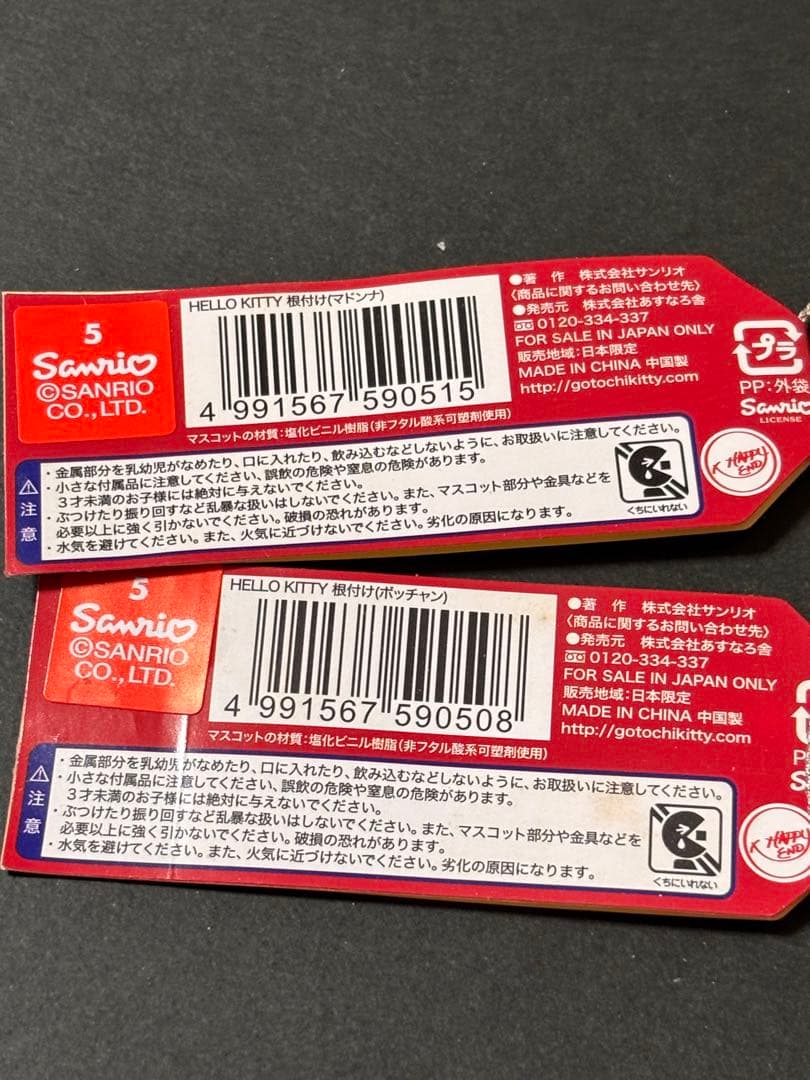 5
Sanrio
©SANRIO
CO.,LTD.
HELLO KITTY 根付け(マドンナ)
4 991567 590515
マスコットの材質:塩化ビニル樹脂(非フタル酸系可塑剤使用)
●著 作 株式会社サンリオ
〈商品に関するお問い合わせ先〉
●発売元 株式会社あすなろ舎
0120-334-337
FOR SALE IN JAPAN ONLY
販売地域:日本限定
MADE IN CHINA 中国製
http://gotochikitty.com
プラ
PP:外袋
Sanrio
LICENSE
注意
・金属部分を乳幼児がなめたり、口に入れたり、飲み込むなどしないように、お取扱いに注意してください。
・小さな付属品に注意してください、誤飲の危険や窒息の危険があります。
3才未満のお子様には絶対に与えないでください。
・ぶつけたり振り回すなど乱暴な扱いはしないでください。また、マスコット部分や金具などを
必要以上に強く引かないでください。破損の恐れがあります。
・水気を避けてください。また、火気に近づけないでください。劣化の原因になります。
くちにいれない
HAPPY
END
5
Sanrio
©SANRIO
CO.,LTD.
HELLO KITTY 根付け(ボッチャン)
4 991567 590508
マスコットの材質:塩化ビニル樹脂(非フタル酸系可塑剤使用)
●著 作 株式会社サンリオ
〈商品に関するお問い合わせ先〉
●発売元 株式会社あすなろ舎
0120-334-337
FOR SALE IN JAPAN ONLY
販売地域:日本限定
MADE IN CHINA 中国製
http://gotochikitty.com
注意
・金属部分を乳幼児がなめたり、口に入れたり、飲み込むなどしないように、お取扱いに注意してください。
・小さな付属品に注意してください、誤飲の危険や窒息の危険があります。
3才未満のお子様には絶対に与えないでください。
・ぶつけたり振り回すなど乱暴な扱いはしないでください。また、マスコット部分や金具などを
必要以上に強く引かないでください。破損の恐れがあります。
・水気を避けてください。また、火気に近づけないでください。劣化の原因になります。
くちにいれない
HAPPY
END